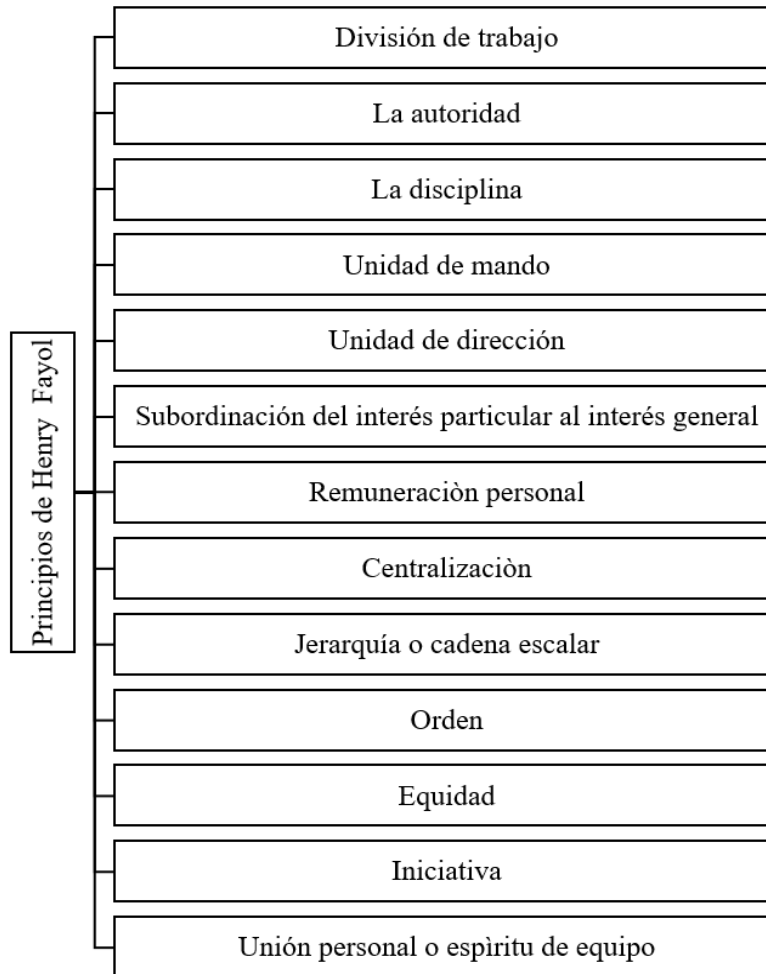 División de trabajo
La autoridad
La disciplina
Unidad de mando
Unidad de dirección
Principios de Henry Fayol
Subordinación del interés particular al interés general
Remuneraciòn personal
Centralizaciòn
Jerarquía o cadena escalar
Orden
Equidad
Iniciativa
Unión personal o espìritu de equipo